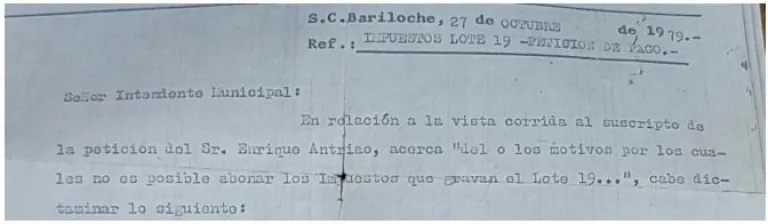 S.C.Bariloche, 27 de OCTUBRE de 1979.-
Ref.: IMPUESTOS LOTE 19 -PETICION DE PAGO.-
Señor Intendente Municipal:
En relación a la vista corrida al suscripto de
la petición del Sr. Enrique Antriao, acerca "del o los motivos por los cua-
les no es posible abonar los Impuestos que gravan el Lote 19...", cabe dic-
taminar lo siguiente: